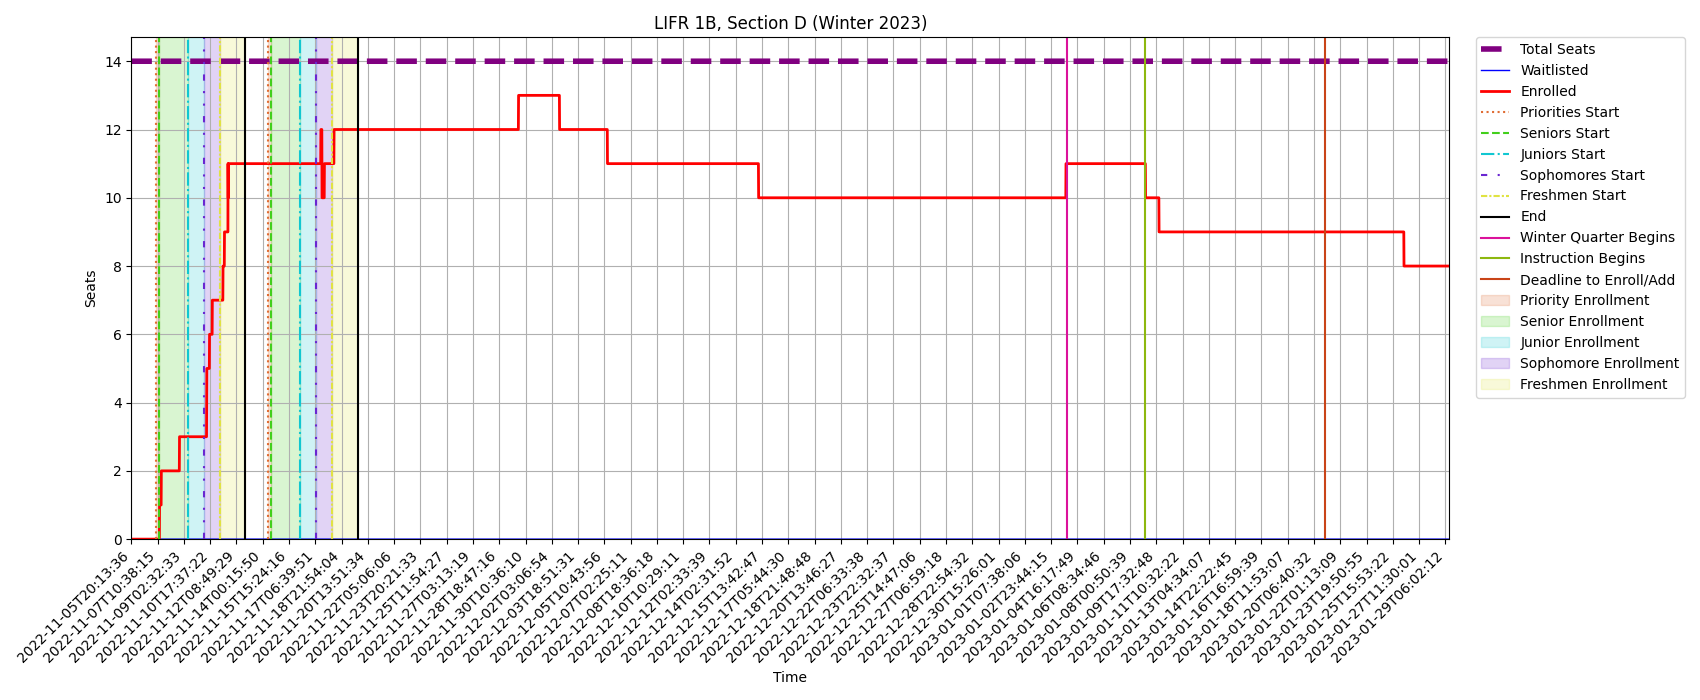 LIFR 1B, Section D (Winter 2023)
Seats
14
12
10
8
6
4
2
0
2022-11-05T20:13:36
2022-11-07T10:38:15
2022-11-09T02:32:33
2022-11-10T17:37:22
2022-11-12T08:49:29
2022-11-14T00:15:50
2022-11-15T15:24:16
2022-11-17T06:39:51
2022-11-18T21:54:04
2022-11-20T13:51:34
2022-11-22T05:06:06
2022-11-23T20:21:33
2022-11-25T11:54:27
2022-11-27T03:13:19
2022-11-28T18:47:16
2022-11-30T10:36:10
2022-12-02T03:06:54
2022-12-03T18:51:31
2022-12-05T10:43:56
2022-12-07T02:25:11
2022-12-08T18:36:18
2022-12-10T10:29:11
2022-12-12T02:33:39
2022-12-14T02:31:52
2022-12-15T13:42:47
2022-12-17T05:44:30
2022-12-18T21:48:48
2022-12-20T13:46:27
2022-12-22T06:33:38
2022-12-23T22:32:37
2022-12-25T14:47:06
2022-12-27T06:59:18
2022-12-28T22:54:32
2022-12-30T15:26:01
2023-01-01T07:38:06
2023-01-02T23:44:15
2023-01-04T16:17:49
2023-01-06T08:34:46
2023-01-08T00:50:39
2023-01-09T17:32:48
2023-01-11T10:32:22
2023-01-13T04:34:07
2023-01-14T22:22:45
2023-01-16T16:59:39
2023-01-18T11:53:07
2023-01-20T06:40:32
2023-01-22T01:13:09
2023-01-23T19:50:55
2023-01-25T15:53:22
2023-01-27T11:30:01
2023-01-29T06:02:12
Time
Total Seats
Waitlisted
Enrolled
Priorities Start
Seniors Start
Juniors Start
Sophomores Start
Freshmen Start
End
Winter Quarter Begins
Instruction Begins
Deadline to Enroll/Add
Priority Enrollment
Senior Enrollment
Junior Enrollment
Sophomore Enrollment
Freshmen Enrollment